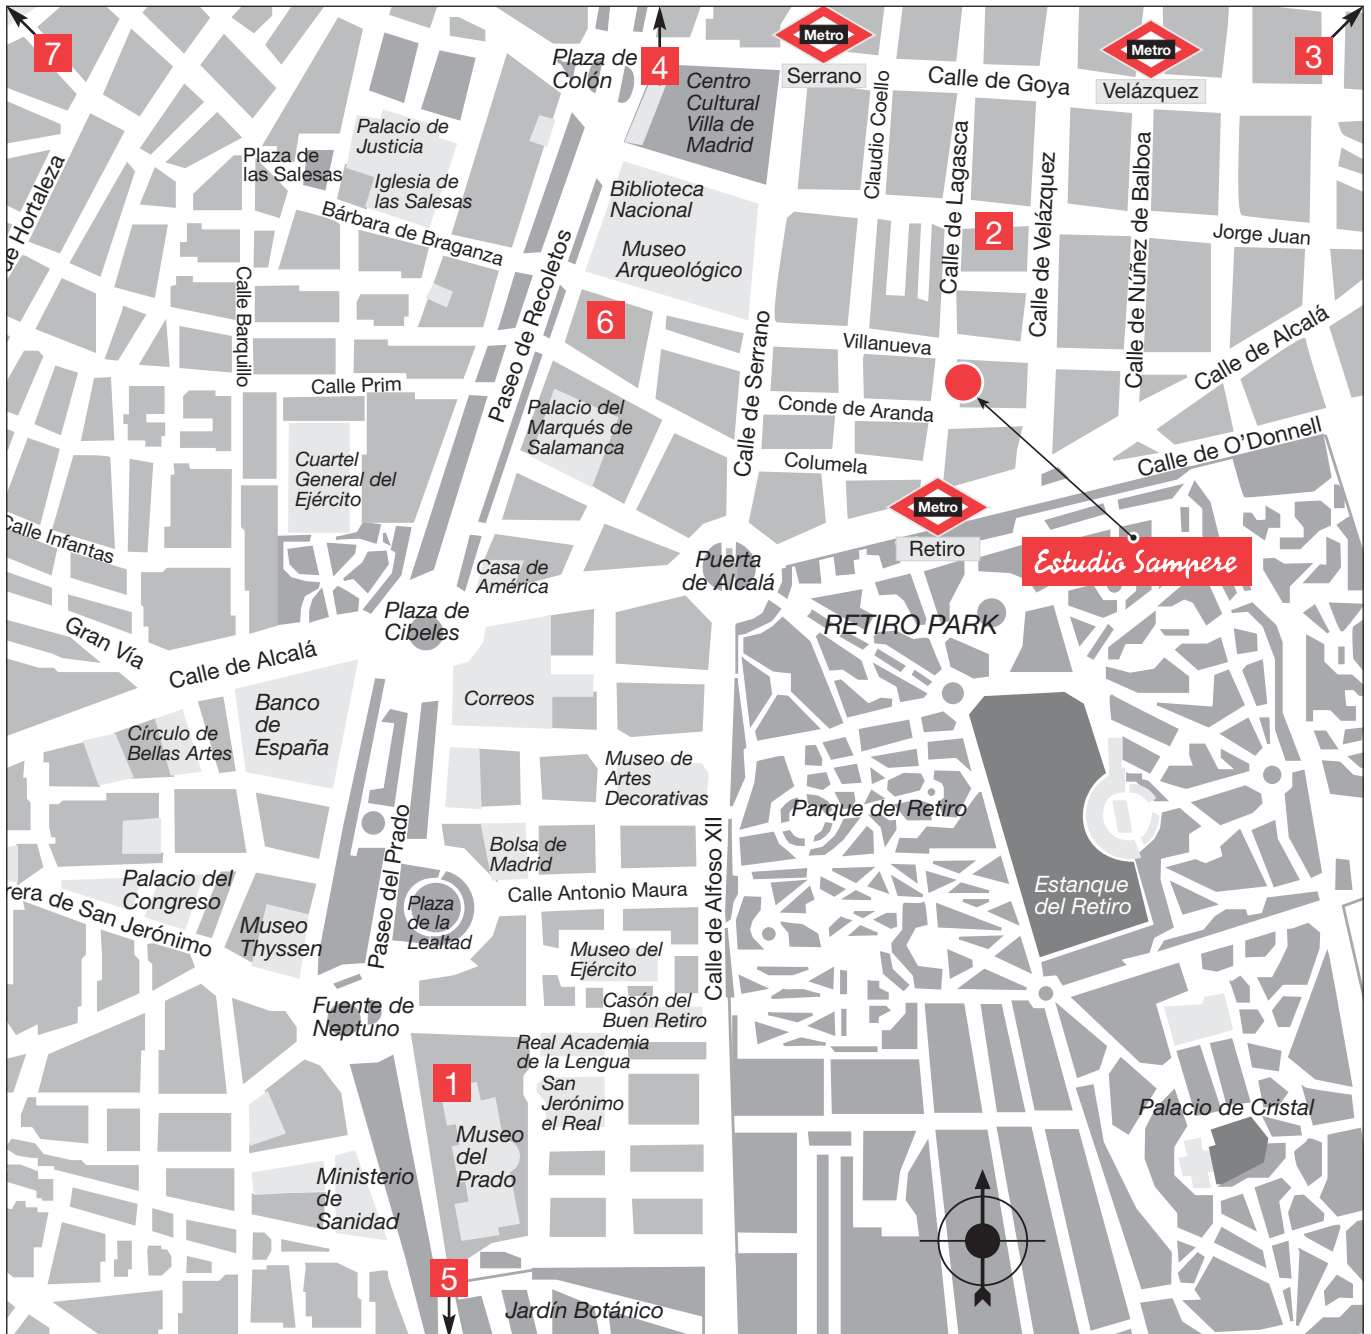 7
Plaza de
Colón
4
Metro
Serrano
Metro
Velázquez
3
Calle de Goya
Centro
Cultural
Villa de
Madrid
Claudio Coello
Palacio de
Justicia
Plaza de
las Salesas
Iglesia de
las Salesas
de Hortaleza
Biblioteca
Nacional
Museo
Arqueológico
Calle de Lagasca
2
Calle de Velázquez
Calle de Núñez de Balboa
Jorge Juan
Bárbara de Braganza
Calle Barquillo
Paseo de Recoletos
6
Calle de Serrano
Villanueva
Calle de Alcalá
Calle Prim
Palacio del
Marqués de
Salamanca
Conde de Aranda
Calle de O’Donnell
Columela
Cuartel
General del
Ejército
Metro
Retiro
Calle Infantas
Casa de
América
Puerta
de Alcalá
Estudio Sampere
Plaza de
Cibeles
RETIRO PARK
Gran Vía
Calle de Alcalá
Banco
de
España
Correos
Círculo de
Bellas Artes
Museo de
Artes
Decorativas
Parque del Retiro
Paseo del Prado
Bolsa de
Madrid
Calle de Alfoso XII
Palacio del
Congreso
Calle Antonio Maura
Estanque
del Retiro
rera de San Jerónimo
Museo
Thyssen
Plaza
de la
Lealtad
Museo del
Ejército
Fuente de
Neptuno
Casón del
Buen Retiro
Real Academia
de la Lengua
1
San
Jerónimo
el Real
Palacio de Cristal
Museo
del
Prado
Ministerio
de
Sanidad
5
Jardín Botánico